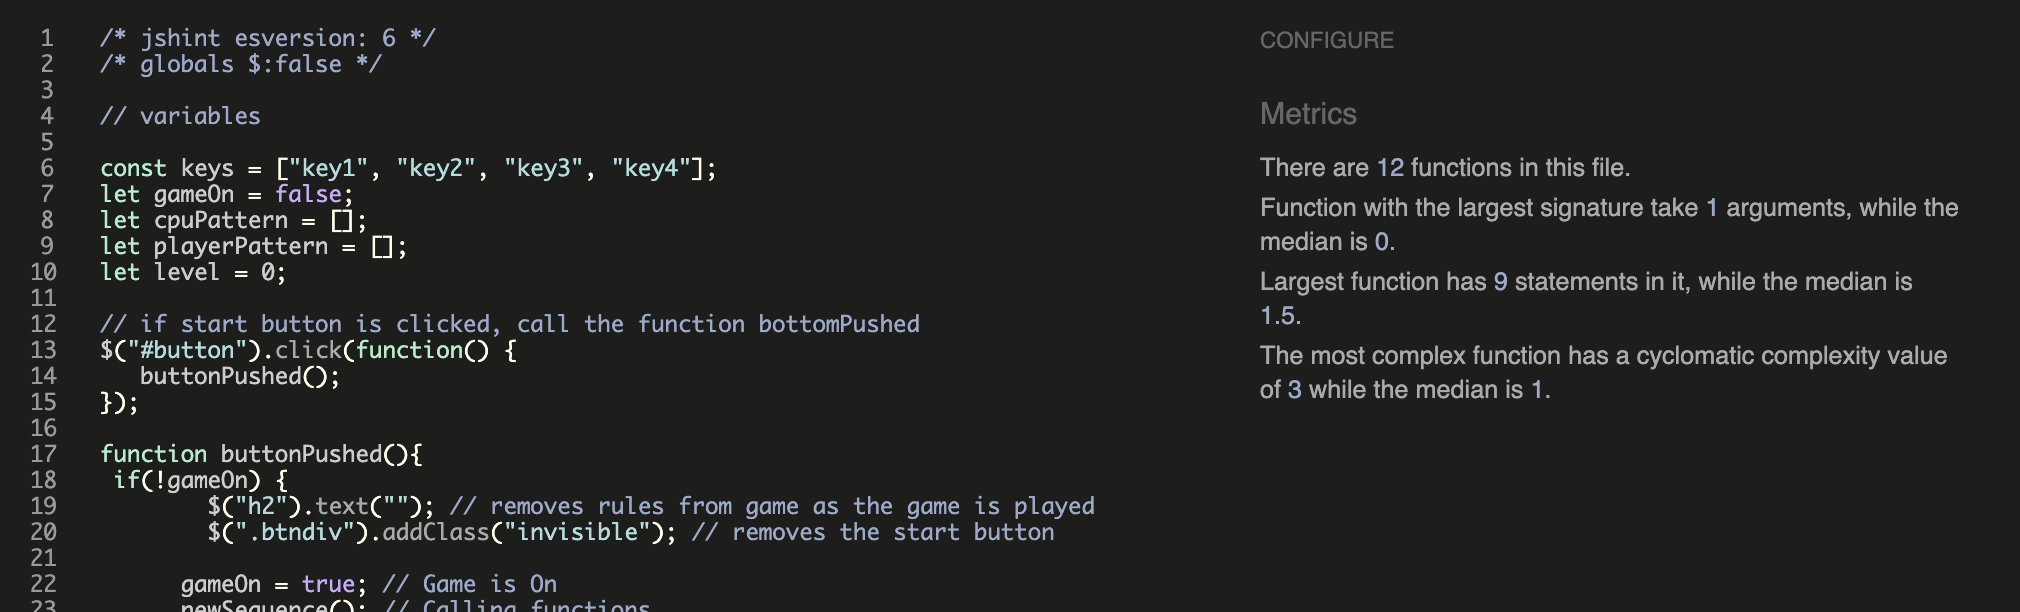 1 /* jshint esversion: 6 */
2 /* globals $:false */
3
4 // variables
5
6 const keys = ["key1", "key2", "key3", "key4"];
7 let gameOn = false;
8 let cpuPattern = [];
9 let playerPattern = [];
10 let level = 0;
11
12 // if start button is clicked, call the function bottomPushed
13 $("#button").click(function() {
14    buttonPushed();
15 });
16
17 function buttonPushed(){
18  if(!gameOn) {
19         $("h2").text(""); // removes rules from game as the game is played
20         $(".btndiv").addClass("invisible"); // removes the start button
21
22       gameOn = true; // Game is On
23       newSequence(); // Calling functions
CONFIGURE
Metrics
There are 12 functions in this file.
Function with the largest signature take 1 arguments, while the
median is 0.
Largest function has 9 statements in it, while the median is
1.5.
The most complex function has a cyclomatic complexity value
of 3 while the median is 1.